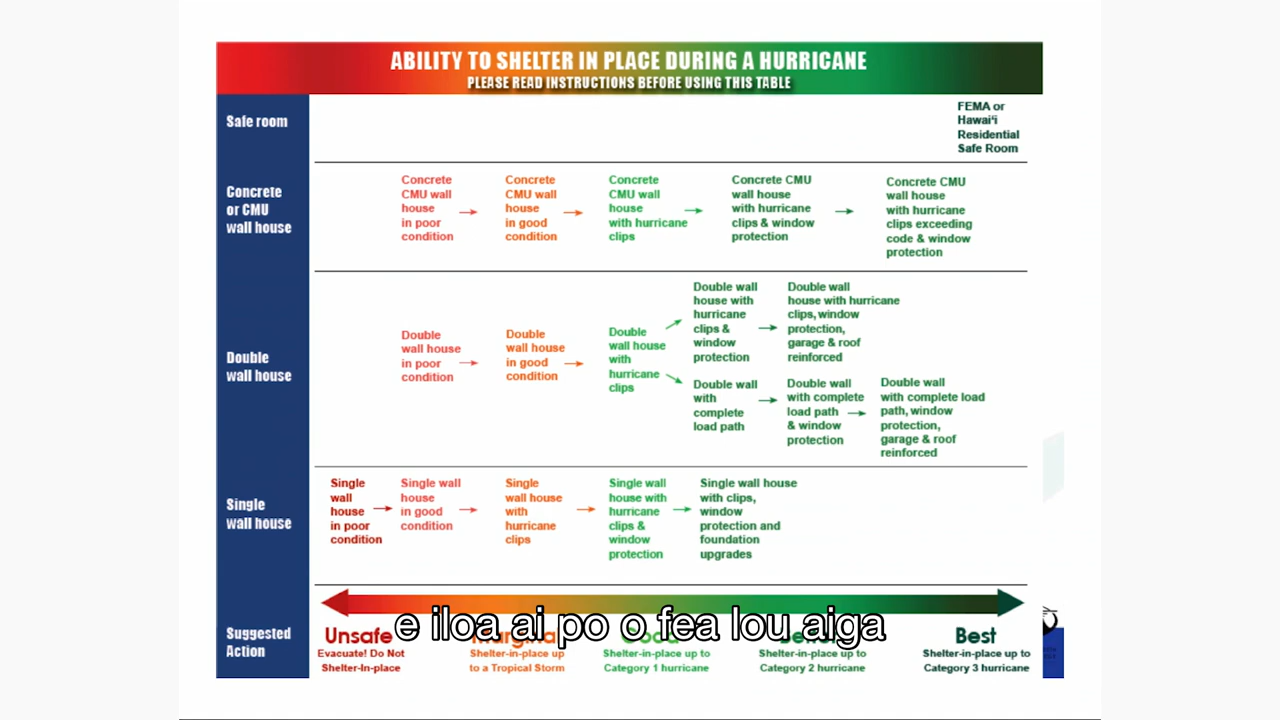 ABILITY TO SHELTER IN PLACE DURING A HURRICANE
PLEASE READ INSTRUCTIONS BEFORE USING THIS TABLE
Safe room
FEMA or
Hawai‘i
Residential
Safe Room
Concrete
or CMU
wall house
Concrete
CMU wall
house
in poor
condition
Concrete
CMU wall
house
in good
condition
Concrete
CMU wall
house
with hurricane
clips
Concrete CMU
wall house
with hurricane
clips & window
protection
Concrete CMU
wall house
with hurricane
clips exceeding
code & window
protection
Double
wall house
Double
wall house
in poor
condition
Double
wall house
in good
condition
Double
wall house
with
hurricane
clips
Double wall
house with
hurricane
clips &
window
protection
Double wall
house with hurricane
clips, window
protection,
garage & roof
reinforced
Double wall
with
complete
load path
Double wall
with complete
load path
& window
protection
Double wall
with complete load
path, window
protection,
garage & roof
reinforced
Single
wall house
Single
wall
house
in poor
condition
Single wall
house
in good
condition
Single
wall house
with
hurricane
clips
Single wall
house with
hurricane
clips &
window
protection
Single wall house
with clips,
window
protection and
foundation
upgrades
Suggested
Action
Unsafe
Evacuate! Do Not
Shelter-In-place
Shelter-in-place up
to a Tropical Storm
Shelter-in-place up to
Category 1 hurricane
Shelter-in-place up to
Category 2 hurricane
Best
Shelter-in-place up to
Category 3 hurricane
e iloa ai po o fea lou aiga